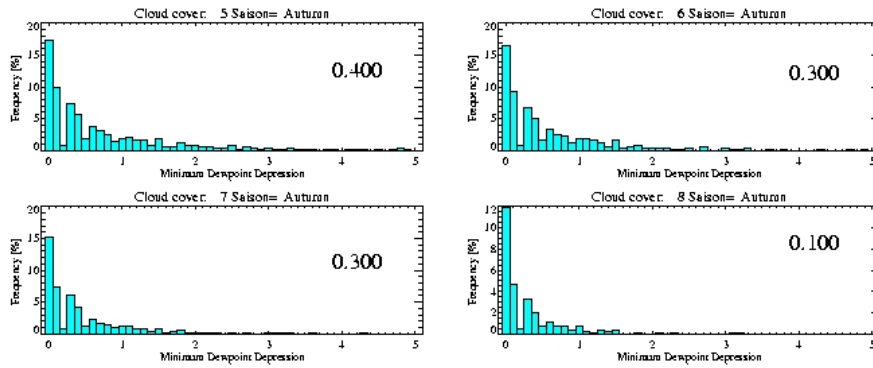 Cloud cover: 5 Saison= Autumn
20
15
10
5
0
Frequency [%]
0.400
0 1 2 3 4 5
Minimum Dewpoint Depression
Cloud cover: 6 Saison= Autumn
20
15
10
5
0
Frequency [%]
0.300
0 1 2 3 4 5
Minimum Dewpoint Depression
Cloud cover: 7 Saison= Autumn
20
15
10
5
0
Frequency [%]
0.300
0 1 2 3 4 5
Minimum Dewpoint Depression
Cloud cover: 8 Saison= Autumn
12
10
8
6
4
2
0
Frequency [%]
0.100
0 1 2 3 4 5
Minimum Dewpoint Depression